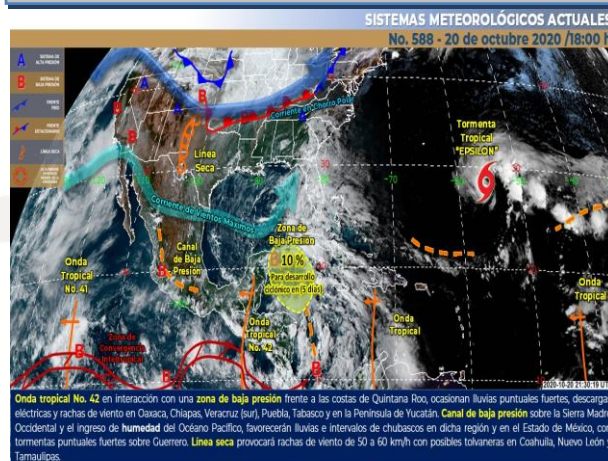 SISTEMAS METEOROLÓGICOS ACTUALES
No. 588 - 20 de octubre 2020 /18:00 h
A
SISTEMA DE
ALTA PRESIÓN
B
SISTEMA DE
BAJA PRESIÓN
FRENTE
FRÍO
FRENTE
ESTACIONARIO
LÍNEA SECA
Corriente en Chorro Polar
Línea
Seca
Tormenta
Tropical
"EPSILON"
Corriente de Vientos Máximos
Zona de
Baja Presión
10 %
Para desarrollo
ciclónico en (5 días)
Canal
de Baja
Presión
Onda
Tropical
No. 41
Onda
Tropical
No. 42
Onda
Tropical
Onda
Tropical
Zona de
Convergencia
Intertropical
2020-10-20 21:30:19 UT
Onda tropical No. 42 en interacción con una zona de baja presión frente a las costas de Quintana Roo, ocasionan lluvias puntuales fuertes, descargas
eléctricas y rachas de viento en Oaxaca, Chiapas, Veracruz (sur), Puebla, Tabasco y en la Península de Yucatán. Canal de baja presión sobre la Sierra Madre
Occidental y el ingreso de humedad del Océano Pacífico, favorecerán lluvias e intervalos de chubascos en dicha región y en el Estado de México, con
tormentas puntuales fuertes sobre Guerrero. Línea seca provocará rachas de viento de 50 a 60 km/h con posibles tolvaneras en Coahuila, Nuevo León y
Tamaulipas.